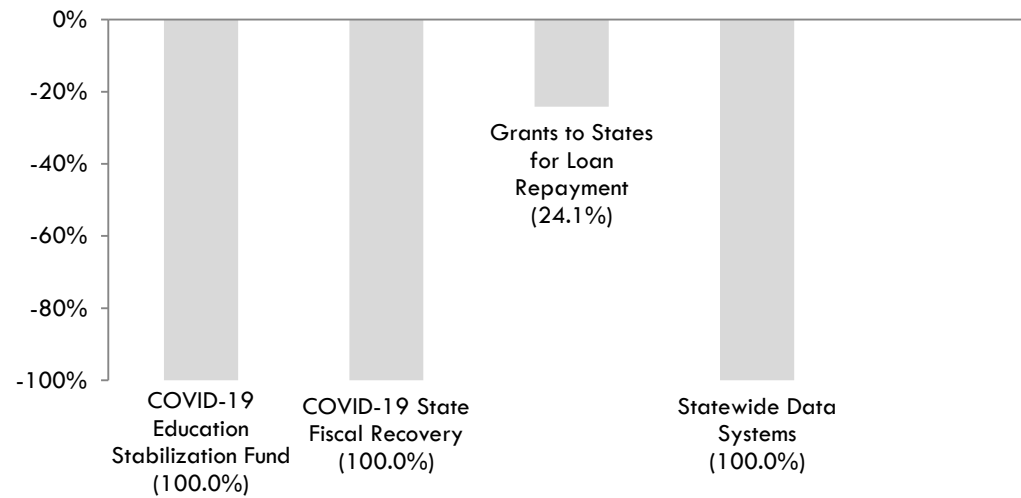 0%
-20%
-40%
-60%
-80%
-100%
COVID-19
Education
Stabilization Fund
(100.0%)
COVID-19 State
Fiscal Recovery
(100.0%)
Grants to States
for Loan
Repayment
(24.1%)
Statewide Data
Systems
(100.0%)